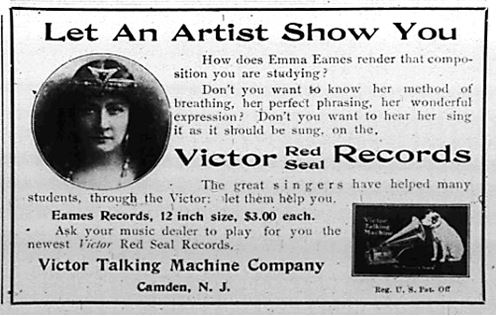 Let An Artist Show You
How does Emma Eames render that compo-
sition you are studying?
Don't you want to know her method of
breathing, her perfect phrasing, her wonderful
expression? Don't you want to hear her sing
it as it should be sung, on the,
Victor Red Seal Records
The great singers have helped many
students, through the Victor: let them help you.
Eames Records, 12 inch size, $3.00 each.
Ask your music dealer to play for you the
newest Victor Red Seal Records.
Victor Talking Machine Company
Camden, N. J.
Victor
Talking
Machine
Reg. U. S. Pat. Off